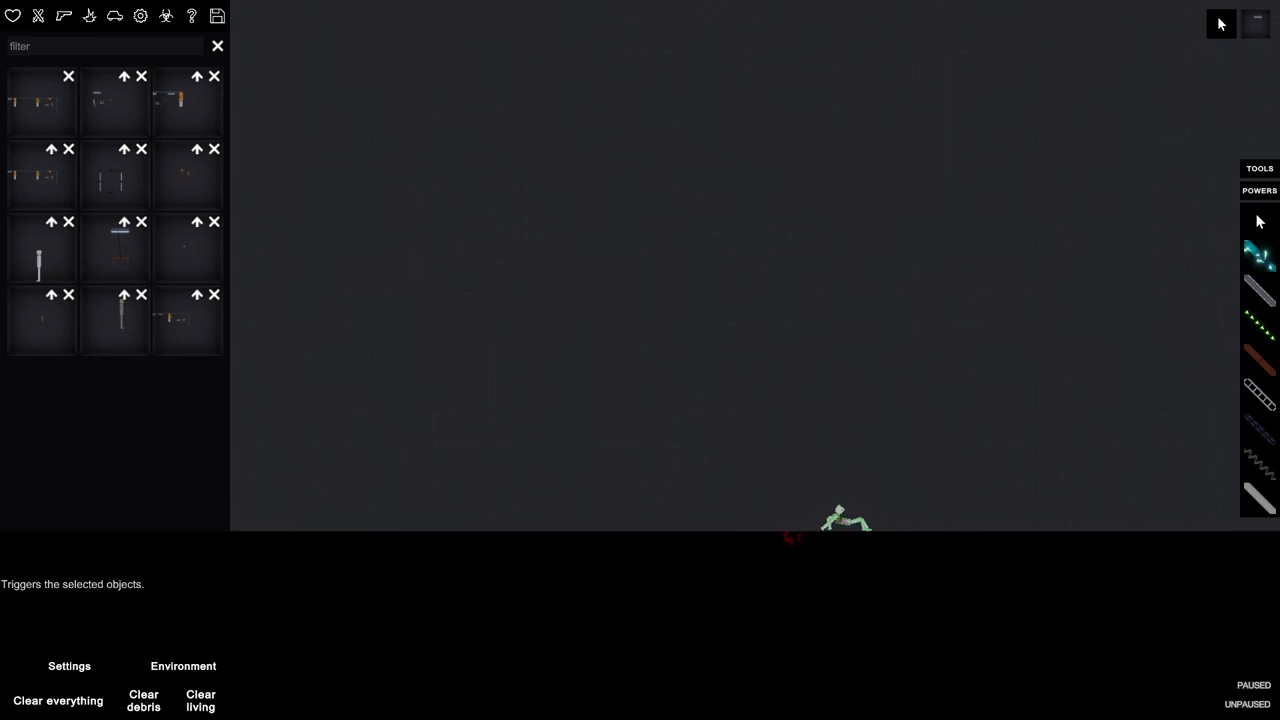 filter
TOOLS
POWERS
Triggers the selected objects.
Settings
Environment
Clear everything
Clear
debris
Clear
living
PAUSED
UNPAUSED